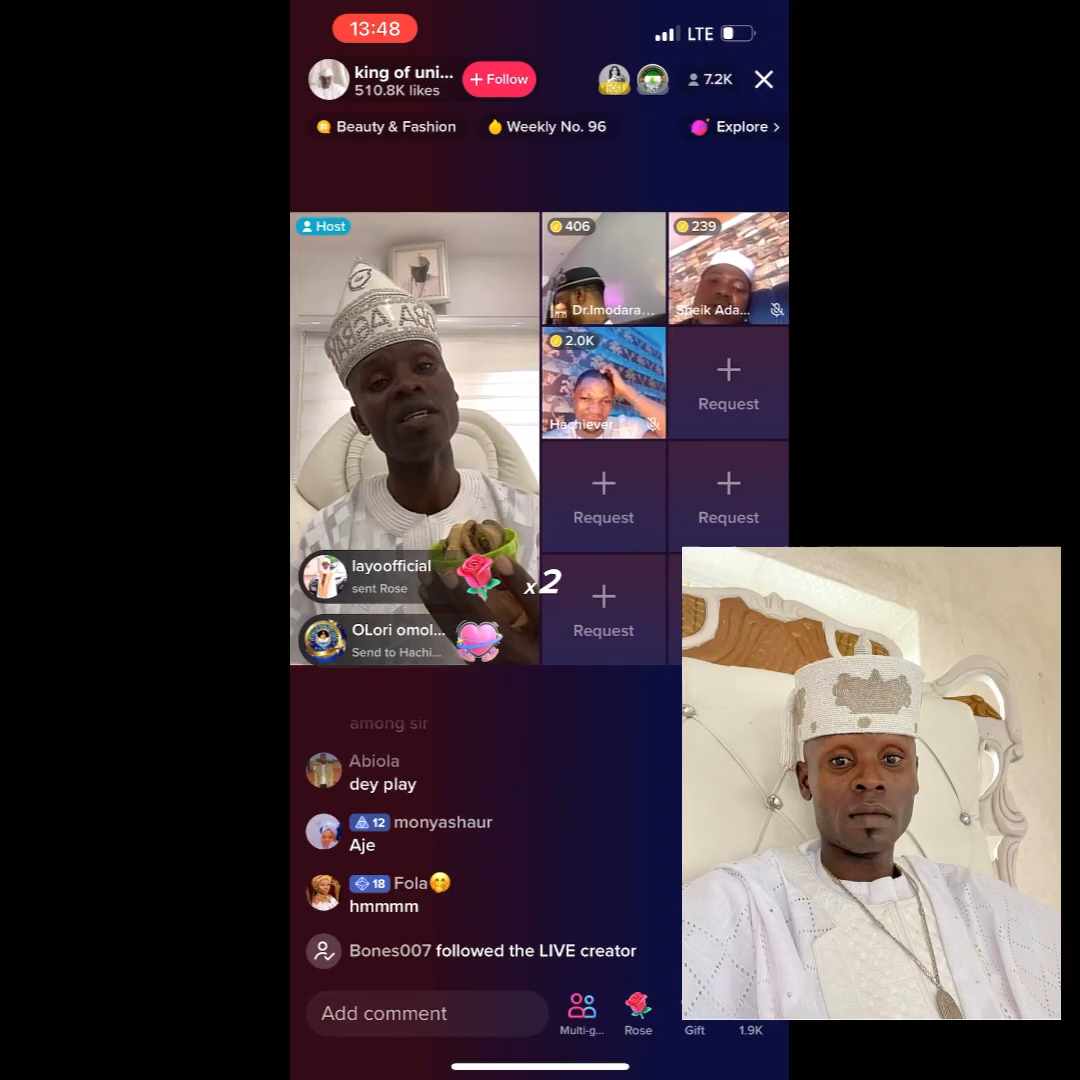 13:48
LTE
king of uni...
510.8K likes
+ Follow
7.2K
Beauty & Fashion
Weekly No. 96
Explore >
Host
406
Dr.Imodara...
239
Sheik Ada...
2.0K
Hachiever
Request
Request
Request
Request
layoofficial
sent Rose
x2
OLori omol...
Send to Hachi...
among sir
Abiola
dey play
12 monyashaur
Aje
18 Fola🤭
hmmmm
Bones007 followed the LIVE creator
Add comment
Multi-g...
Rose
Gift
1.9K